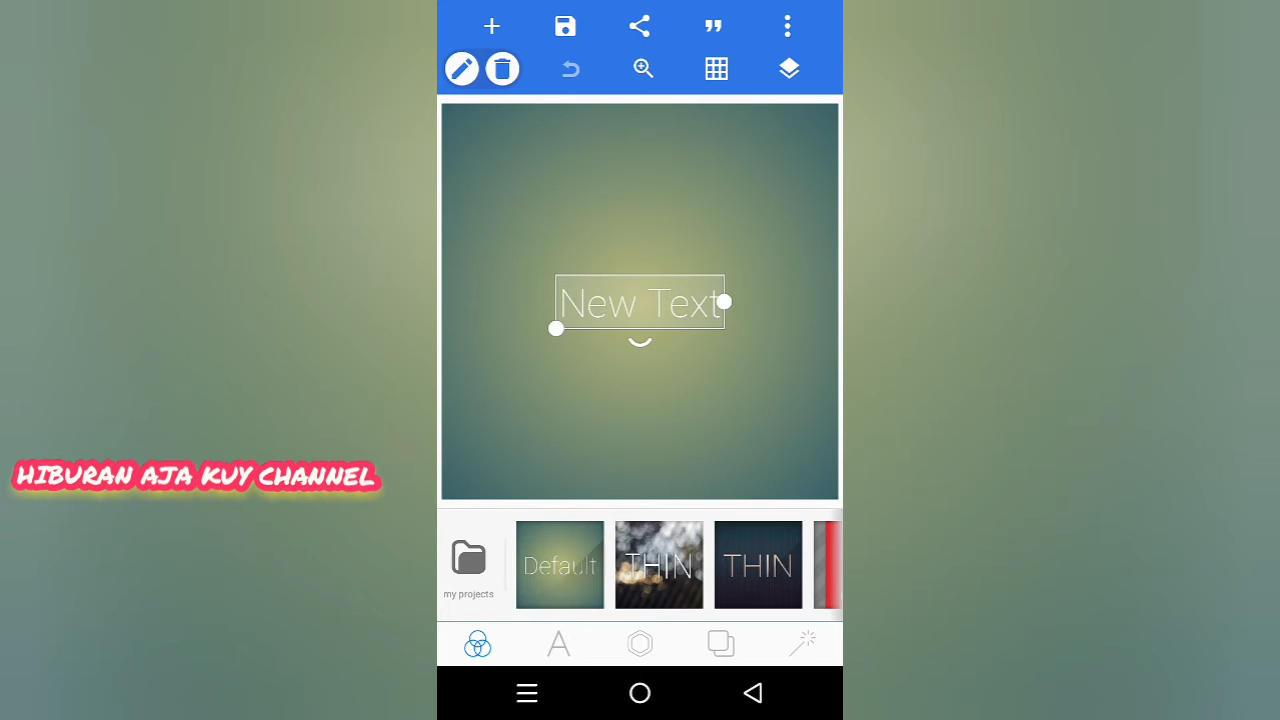 New Text
HIBURAN AJA KUY CHANNEL
Default
THIN
THIN
my projects